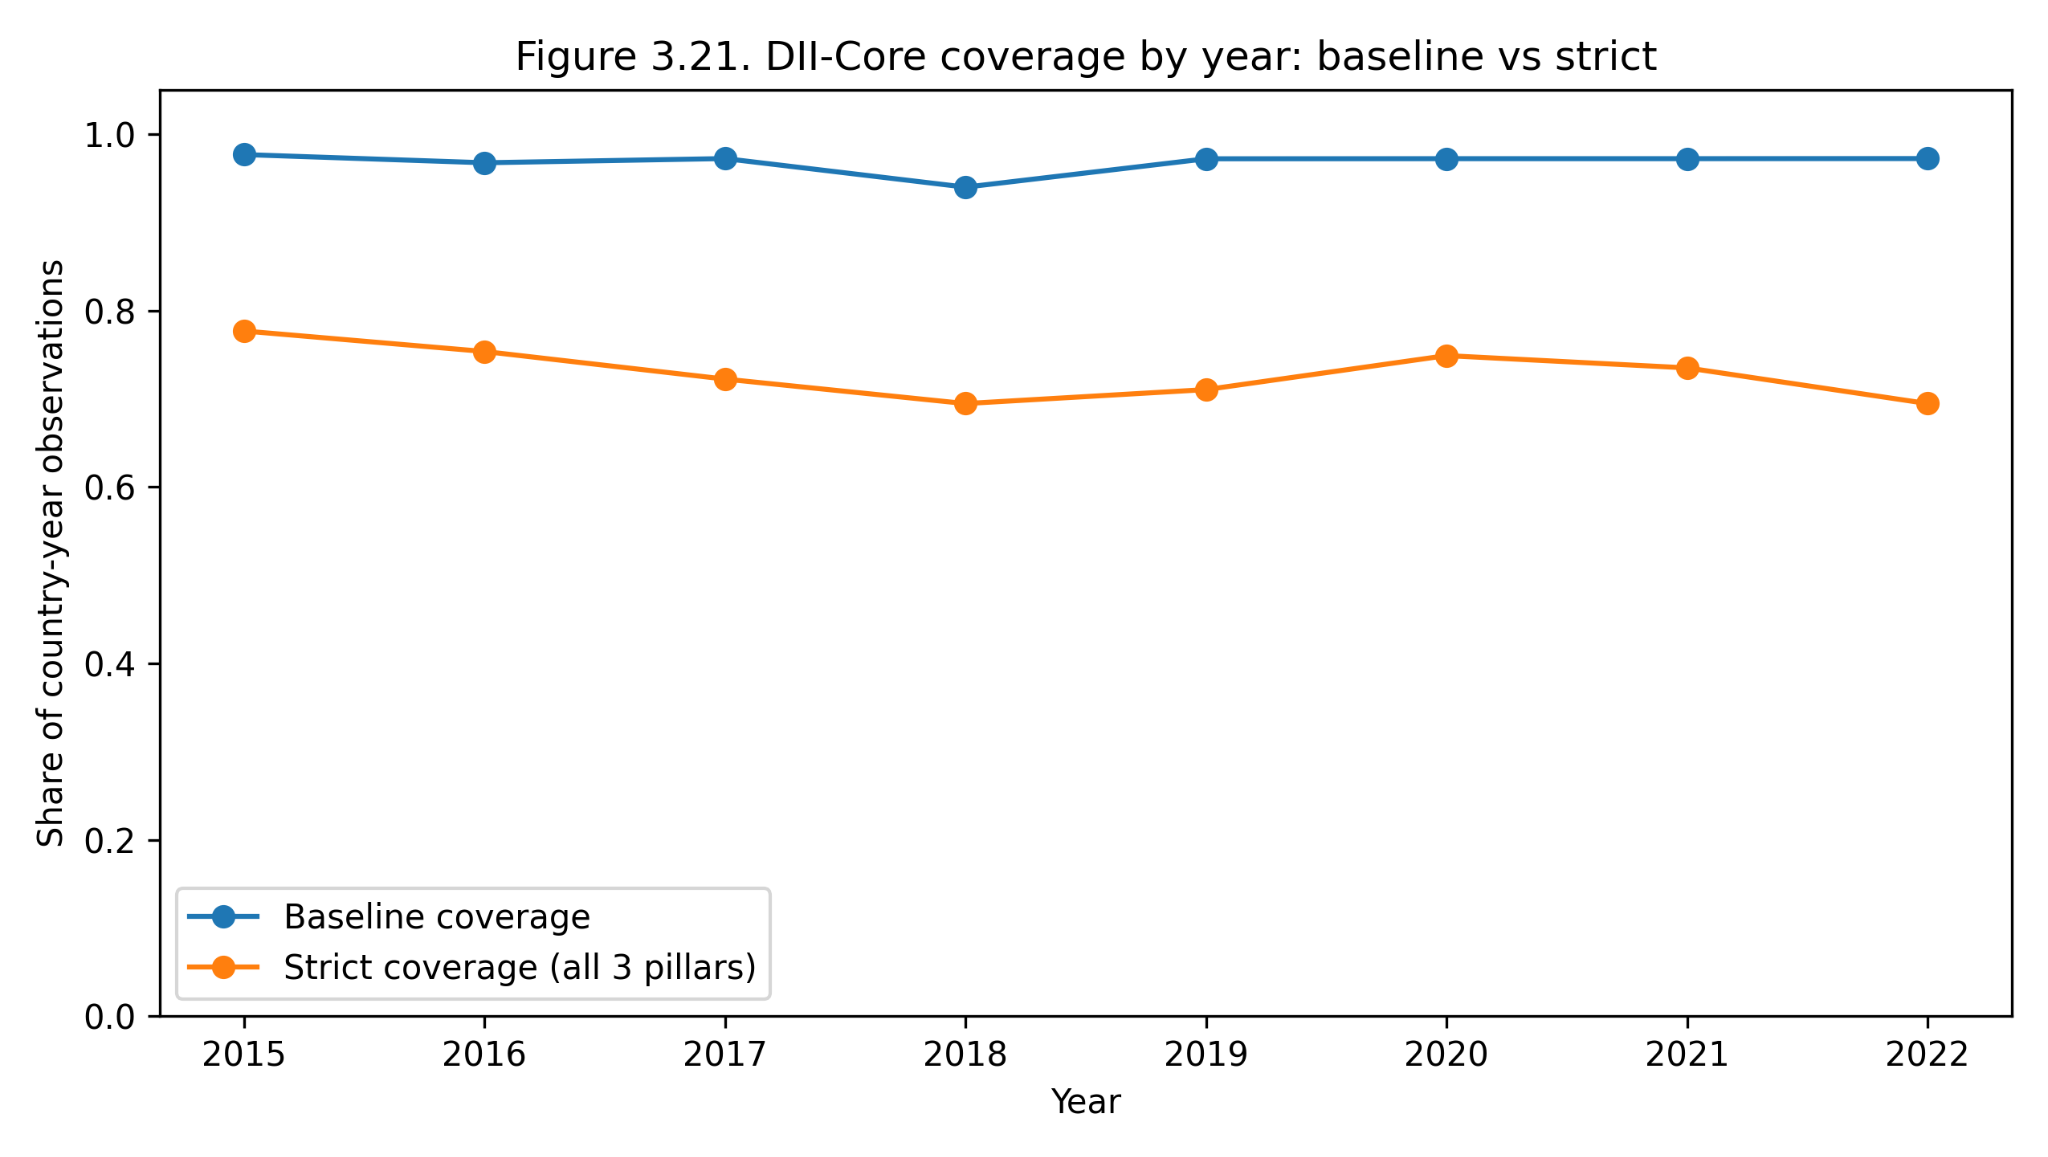 Figure 3.21. DII-Core coverage by year: baseline vs strict
Share of country-year observations
1.0
0.8
0.6
0.4
0.2
0.0
Baseline coverage
Strict coverage (all 3 pillars)
2015 2016 2017 2018 2019 2020 2021 2022
Year